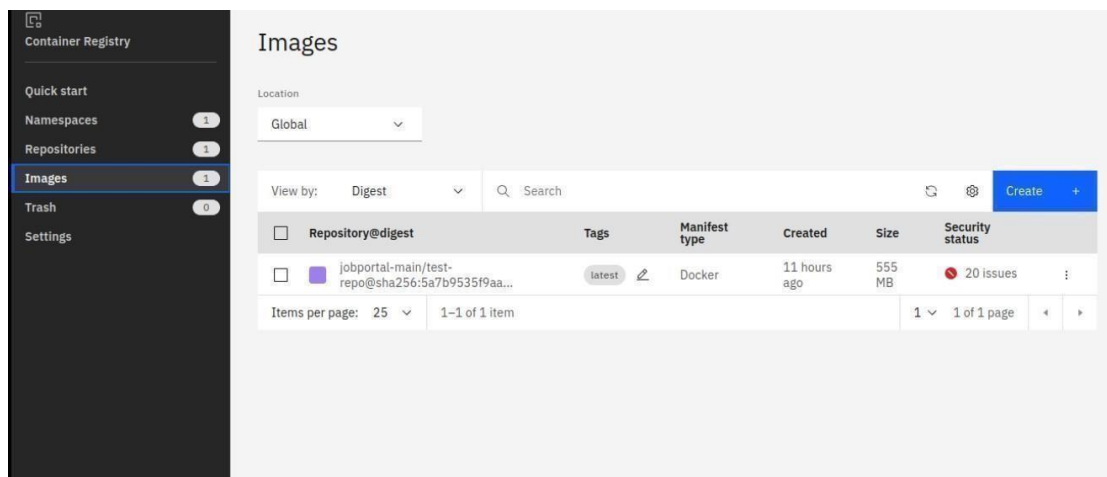 Container Registry
Quick start
Namespaces 1
Repositories 1
Images 1
Trash 0
Settings
Images
Location
Global
View by: Digest Search Create +
Repository@digest Tags Manifest type Created Size Security status
jobportal-main/test-repo@sha256:5a7b9535f9aa... latest Docker 11 hours ago 555 MB 20 issues
Items per page: 25 1–1 of 1 item 1 1 of 1 page